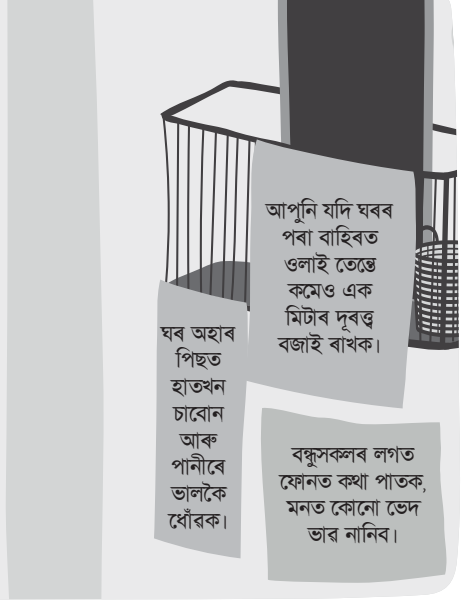 আপুনি যদি ঘৰৰ
পৰা বাহিৰত
ওলাই তেন্তে
কমেও এক
মিটাৰ দূৰত্ত্ব
বজাই ৰাখক।
ঘৰ অহাৰ
পিছত
হাতখন
চাবোন
আৰু
পানীৰে
ভালকৈ
ধোঁৱক।
বন্ধুসকলৰ লগত
ফোনত কথা পাতক,
মনত কোনো ভেদ
ভাৱ নানিব।